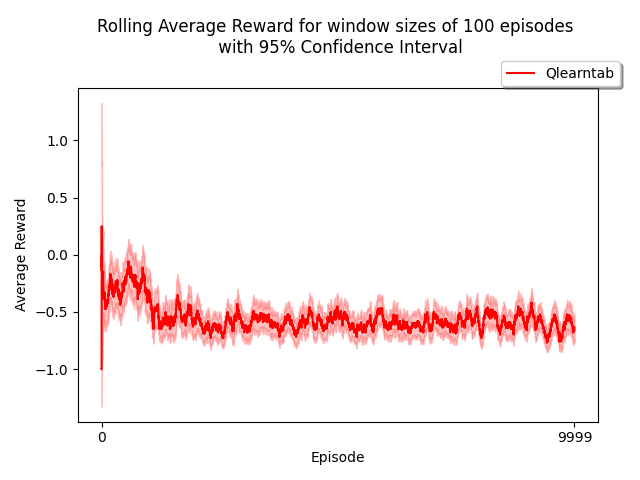 Rolling Average Reward for window sizes of 100 episodes
with 95% Confidence Interval
Qlearntab
Average Reward
1.0
0.5
0.0
−0.5
−1.0
0
9999
Episode